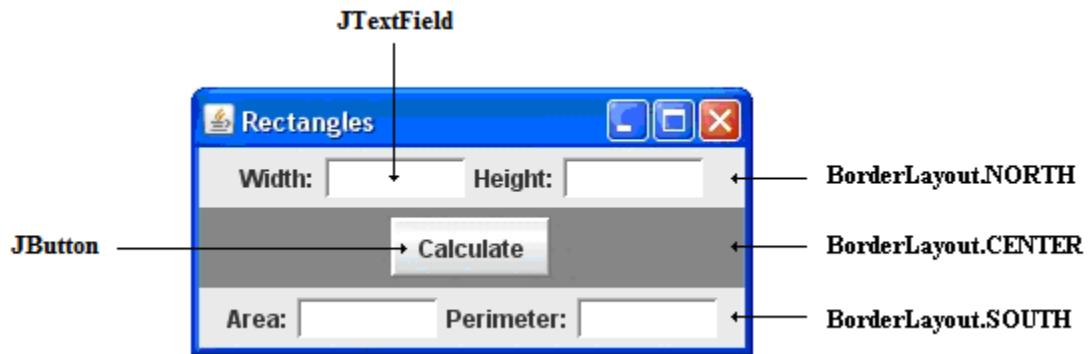 JTextField
Rectangles
Width: Height: BorderLayout.NORTH
JButton Calculate BorderLayout.CENTER
Area: Perimeter: BorderLayout.SOUTH